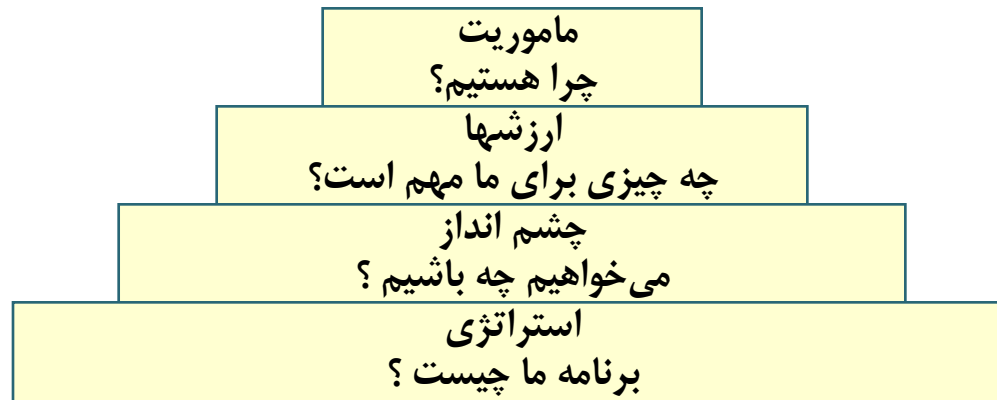 ماموریت
چرا هستیم؟
ارزشها
چه چیزی برای ما مهم است؟
چشم انداز
می‌خواهیم چه باشیم ؟
استراتژی
برنامه ما چیست ؟